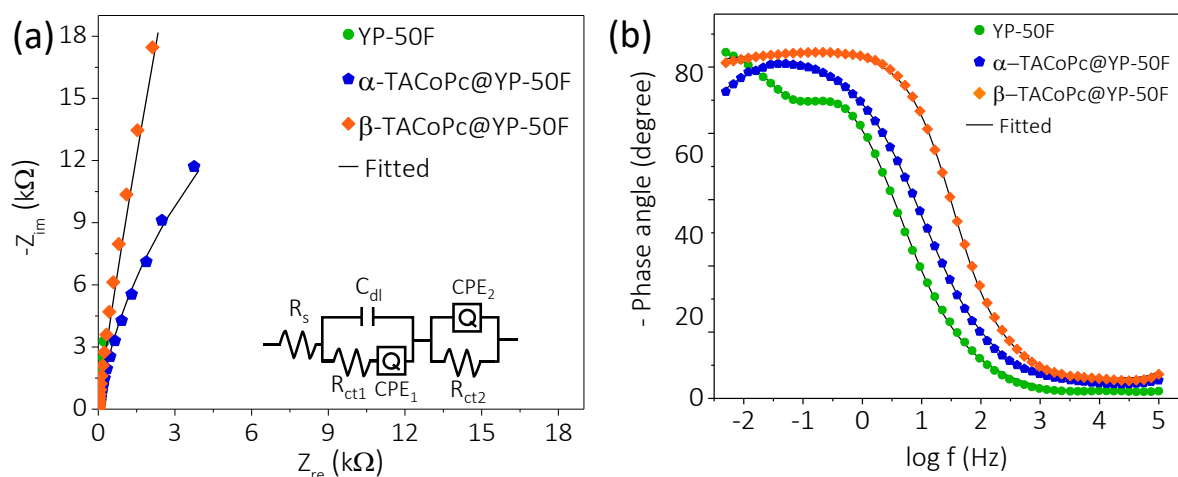 (a)
18
15
12
9
6
3
0
-Z_im (kΩ)
YP-50F
α-TACoPc@YP-50F
β-TACoPc@YP-50F
Fitted
R_s
C_dl
R_ct1
Q
CPE_1
CPE_2
Q
R_ct2
0 3 6 9 12 15 18
Z_re (kΩ)
(b)
80
60
40
20
0
- Phase angle (degree)
YP-50F
α–TACoPc@YP-50F
β–TACoPc@YP-50F
Fitted
-2 -1 0 1 2 3 4 5
log f (Hz)